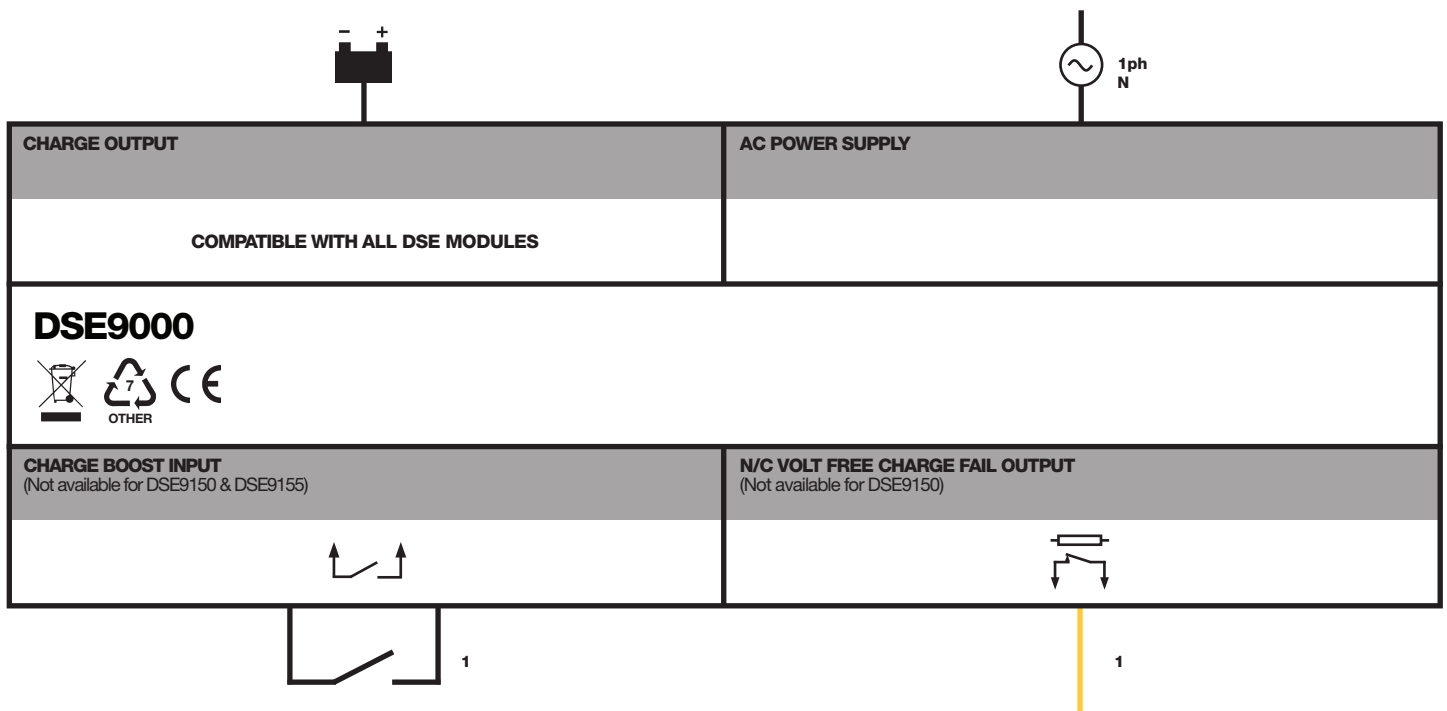 − +
1ph
N
CHARGE OUTPUT
AC POWER SUPPLY
COMPATIBLE WITH ALL DSE MODULES
DSE9000
7
OTHER
CE
CHARGE BOOST INPUT
(Not available for DSE9150 & DSE9155)
N/C VOLT FREE CHARGE FAIL OUTPUT
(Not available for DSE9150)
1
1